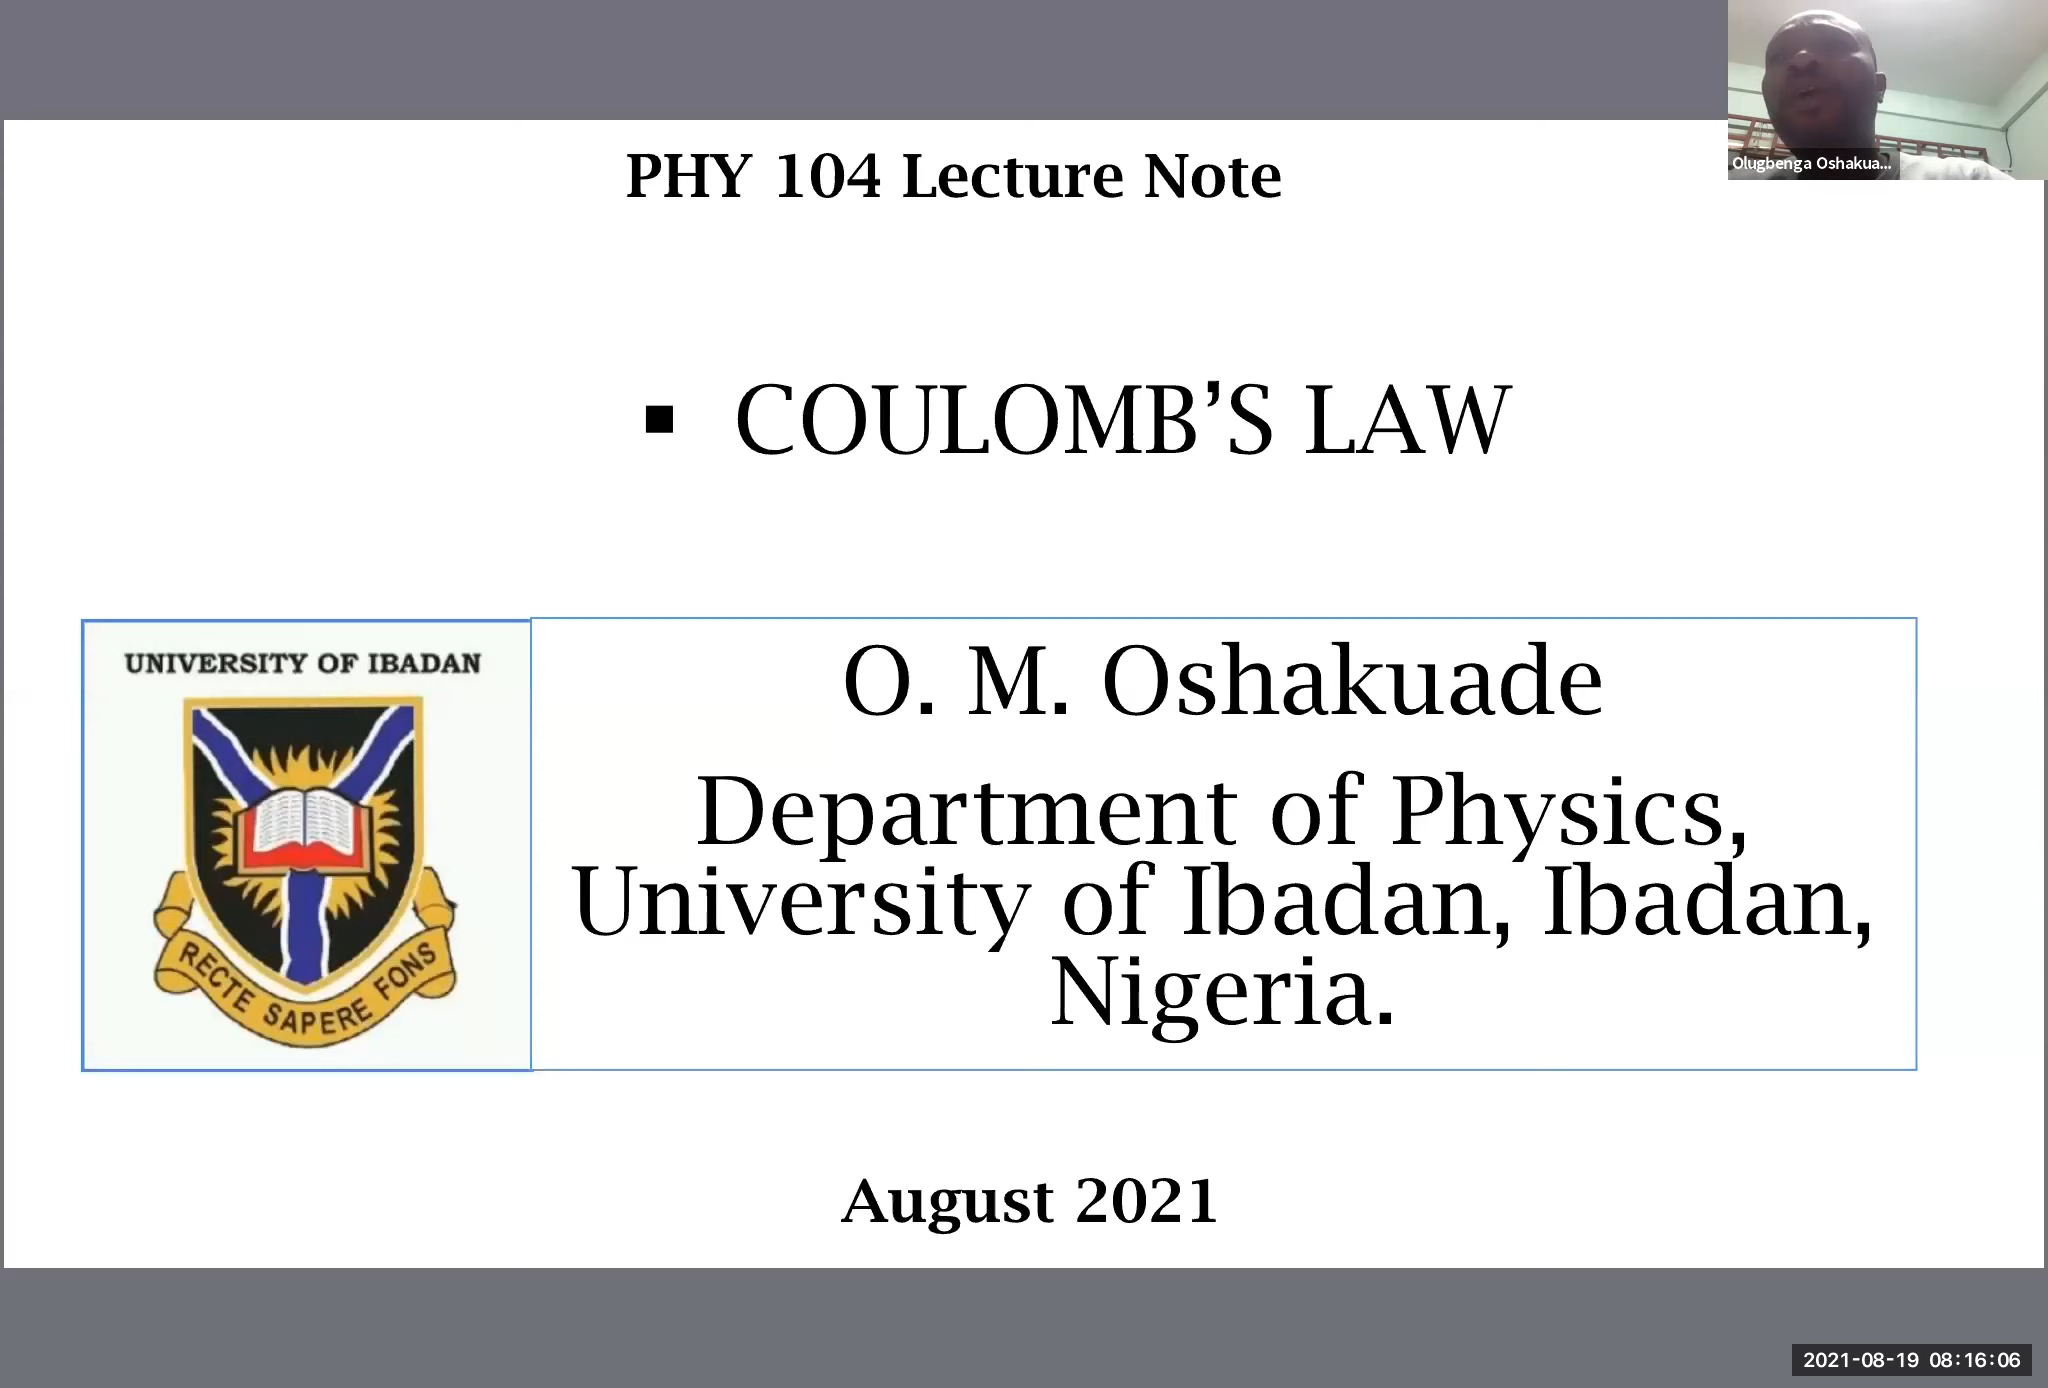 Olugbenga Oshakua...
PHY 104 Lecture Note
▪ COULOMB’S LAW
UNIVERSITY OF IBADAN
RECTE SAPERE FONS
O. M. Oshakuade
Department of Physics,
University of Ibadan, Ibadan,
Nigeria.
August 2021
2021-08-19 08:16:06